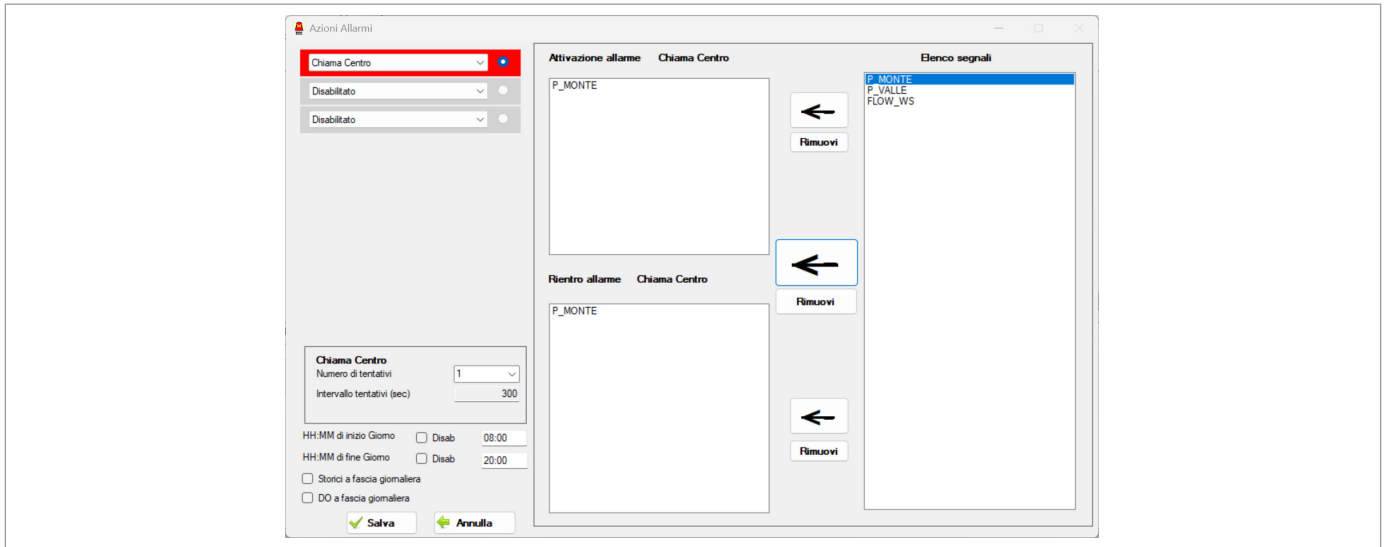 Azioni Allarmi
Chiama Centro
Disabilitato
Disabilitato
Attivazione allarme Chiama Centro
P_MONTE
Rimuovi
Elenco segnali
P_MONTE
P_VALLE
FLOW_WS
Rimuovi
Rientro allarme Chiama Centro
P_MONTE
Rimuovi
Chiama Centro
Numero di tentativi 1
Intervallo tentativi (sec) 300
HH:MM di inizio Giorno Disab 08:00
HH:MM di fine Giorno Disab 20:00
Storici a fascia giornaliera
DO a fascia giornaliera
Salva Annulla